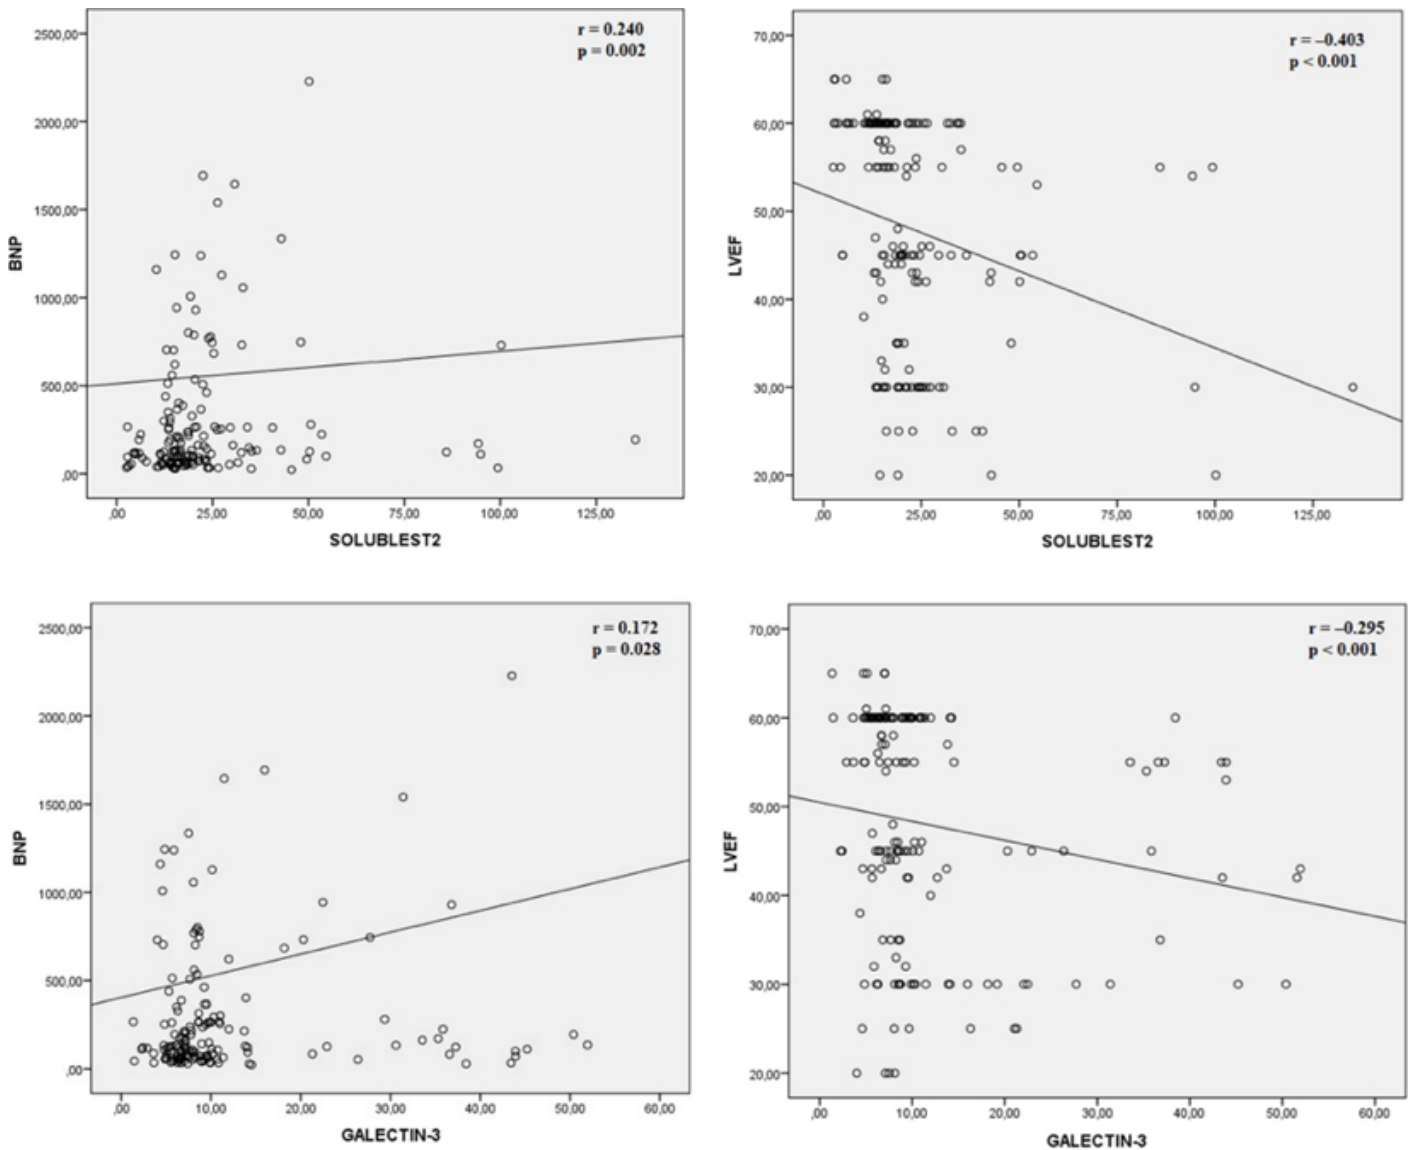 r = 0.240
p = 0.002
2500,00
2000,00
1500,00
1000,00
500,00
,00
BNP
,00 25,00 50,00 75,00 100,00 125,00
SOLUBLEST2
r = –0.403
p < 0.001
70,00
60,00
50,00
40,00
30,00
20,00
LVEF
,00 25,00 50,00 75,00 100,00 125,00
SOLUBLEST2
r = 0.172
p = 0.028
2500,00
2000,00
1500,00
1000,00
500,00
,00
BNP
,00 10,00 20,00 30,00 40,00 50,00 60,00
GALECTIN-3
r = –0.295
p < 0.001
70,00
60,00
50,00
40,00
30,00
20,00
LVEF
,00 10,00 20,00 30,00 40,00 50,00 60,00
GALECTIN-3